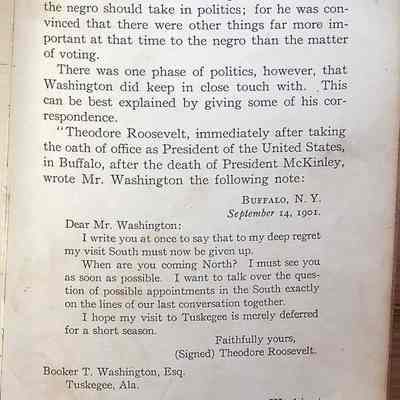 the negro should take in politics; for he was con-
vinced that there were other things far more im-
portant at that time to the negro than the matter
of voting.
There was one phase of politics, however, that
Washington did keep in close touch with. This
can be best explained by giving some of his cor-
respondence.
"Theodore Roosevelt, immediately after taking
the oath of office as President of the United States,
in Buffalo, after the death of President McKinley,
wrote Mr. Washington the following note:
Buffalo, N. Y.
September 14, 1901.
Dear Mr. Washington:
I write you at once to say that to my deep regret
my visit South must now be given up.
When are you coming North? I must see you
as soon as possible. I want to talk over the ques-
tion of possible appointments in the South exactly
on the lines of our last conversation together.
I hope my visit to Tuskegee is merely deferred
for a short season.
Faithfully yours,
(Signed) Theodore Roosevelt.
Booker T. Washington, Esq.
Tuskegee, Ala.